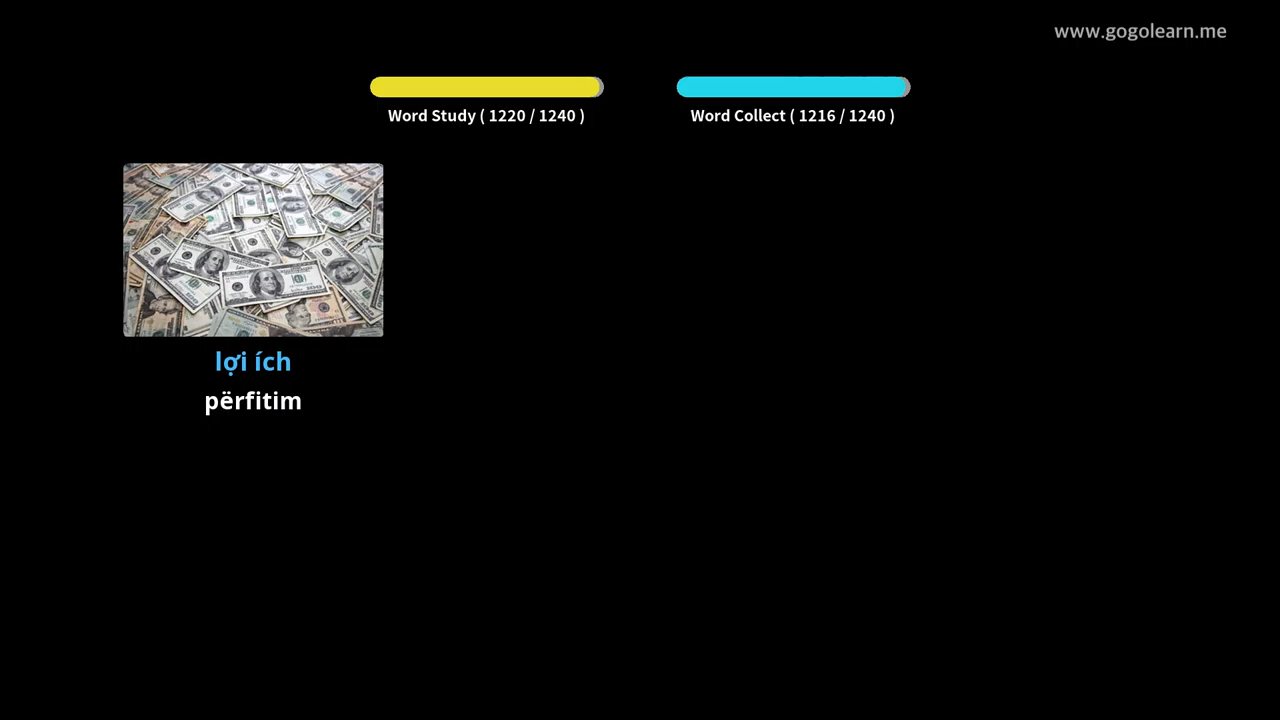 www.gogolearn.me
Word Study ( 1220 / 1240 )
Word Collect ( 1216 / 1240 )
lợi ích
përfitim